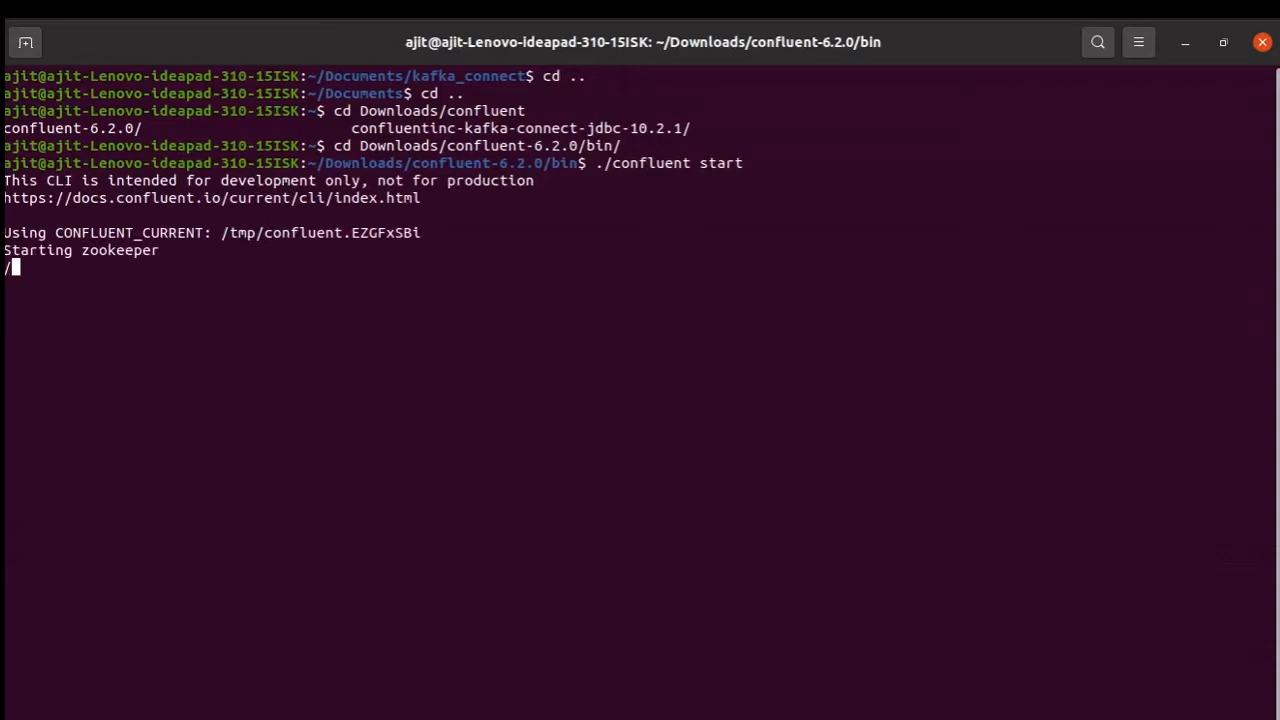 ajit@ajit-Lenovo-ideapad-310-15ISK: ~/Downloads/confluent-6.2.0/bin
ajit@ajit-Lenovo-ideapad-310-15ISK:~/Documents/kafka_connect$ cd ..
ajit@ajit-Lenovo-ideapad-310-15ISK:~/Documents$ cd ..
ajit@ajit-Lenovo-ideapad-310-15ISK:~$ cd Downloads/confluent
confluent-6.2.0/ confluentinc-kafka-connect-jdbc-10.2.1/
ajit@ajit-Lenovo-ideapad-310-15ISK:~$ cd Downloads/confluent-6.2.0/bin/
ajit@ajit-Lenovo-ideapad-310-15ISK:~/Downloads/confluent-6.2.0/bin$ ./confluent start
This CLI is intended for development only, not for production
https://docs.confluent.io/current/cli/index.html
Using CONFLUENT_CURRENT: /tmp/confluent.EZGFxSBi
Starting zookeeper
/